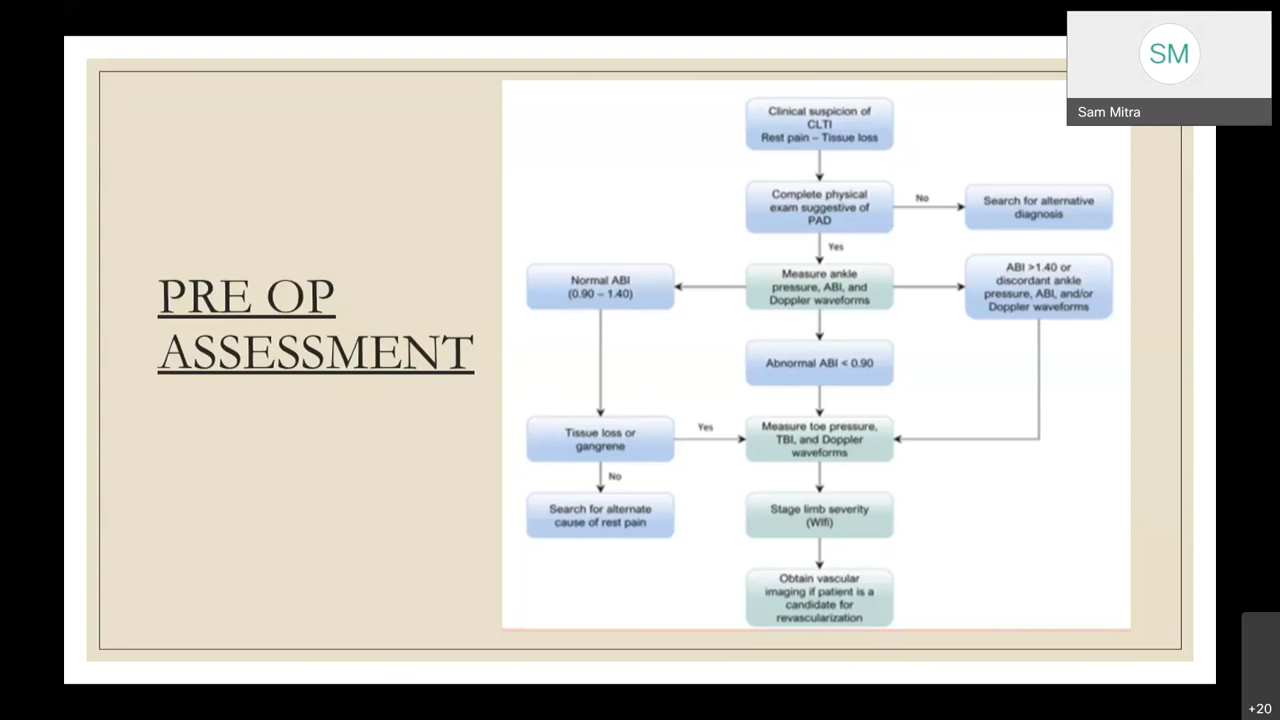 SM
Sam Mitra
PRE OP
ASSESSMENT
Clinical suspicion of
CLTI
Rest pain – Tissue loss
Complete physical
exam suggestive of
PAD
No
Search for alternative
diagnosis
Yes
Normal ABI
(0.90 – 1.40)
Measure ankle
pressure, ABI, and
Doppler waveforms
ABI >1.40 or
discordant ankle
pressure, ABI, and/or
Doppler waveforms
Abnormal ABI < 0.90
Tissue loss or
gangrene
Yes
Measure toe pressure,
TBI, and Doppler
waveforms
No
Search for alternate
cause of rest pain
Stage limb severity
(WIfi)
Obtain vascular
imaging if patient is a
candidate for
revascularization
+20